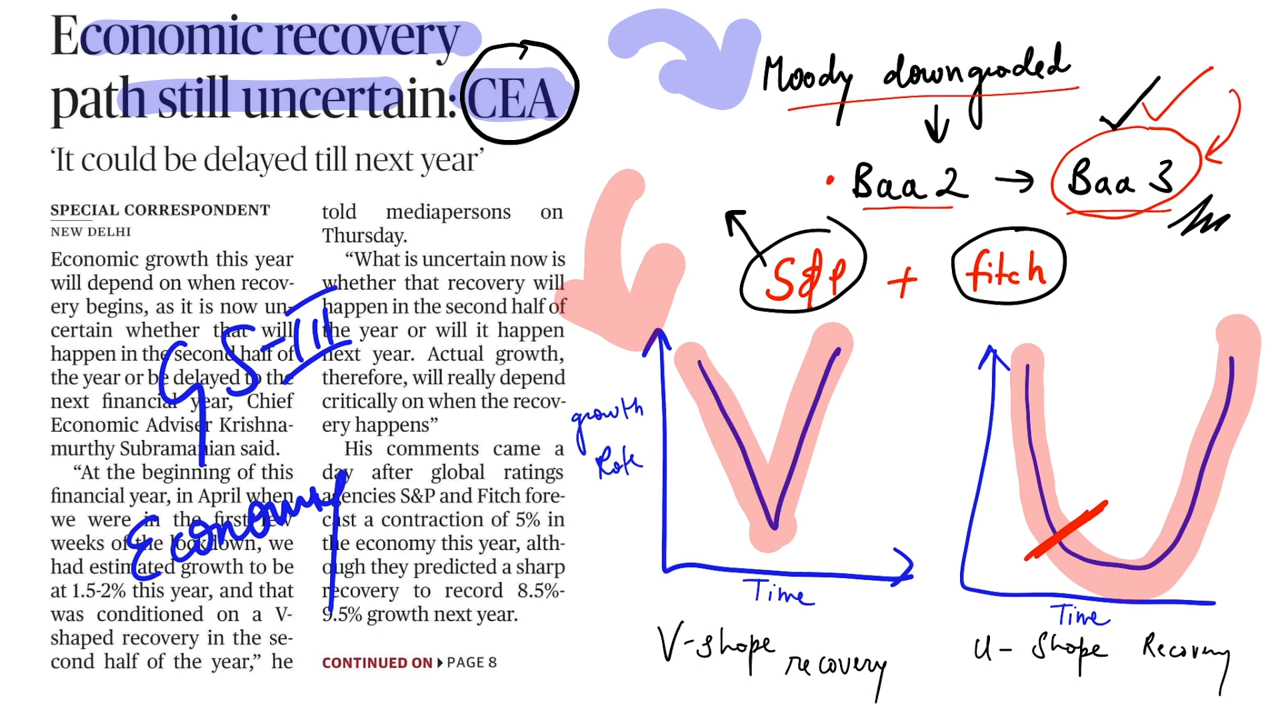 Economic recovery
path still uncertain: CEA
'It could be delayed till next year'
SPECIAL CORRESPONDENT
NEW DELHI
Economic growth this year
will depend on when recov-
ery begins, as it is now un-
certain whether that will
happen in the second half of
the year or be delayed to the
next financial year, Chief
Economic Adviser Krishna-
murthy Subramanian said.
"At the beginning of this
financial year, in April when
we were in the first few
weeks of the lockdown, we
had estimated growth to be
at 1.5-2% this year, and that
was conditioned on a V-
shaped recovery in the se-
cond half of the year," he
told mediapersons on
Thursday.
"What is uncertain now is
whether that recovery will
happen in the second half of
the year or will it happen
next year. Actual growth,
therefore, will really depend
critically on when the recov-
ery happens"
His comments came a
day after global ratings
agencies S&P and Fitch fore-
cast a contraction of 5% in
the economy this year, alth-
ough they predicted a sharp
recovery to record 8.5%-
9.5% growth next year.
CONTINUED ON PAGE 8
GS-III
Economy
Moody downgraded
Baa 2 → Baa 3
S&P + fitch
growth
Rate
Time
V-shape recovery
Time
U- Shape Recovery